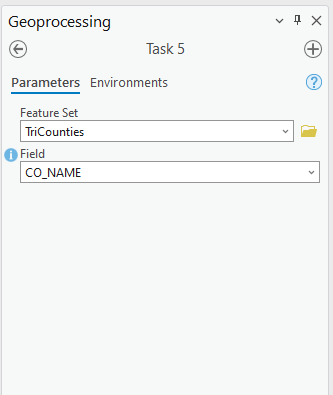 Geoprocessing
Task 5
Parameters Environments
Feature Set
TriCounties
Field
CO_NAME